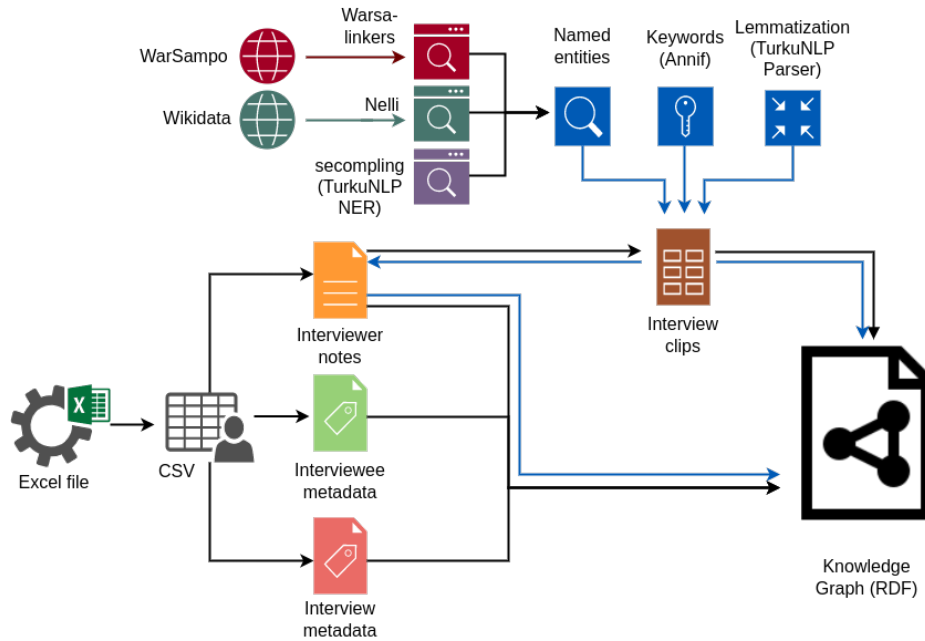 Warsa-
linkers
WarSampo
Nelli
Wikidata
secompling
(TurkuNLP
NER)
Named
entities
Keywords
(Annif)
Lemmatization
(TurkuNLP
Parser)
Interviewer
notes
Interview
clips
X
Excel file
CSV
Interviewee
metadata
Interview
metadata
Knowledge
Graph (RDF)